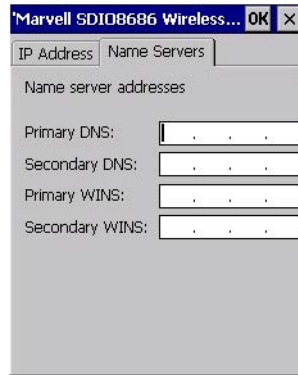 'Marvell SDIO8686 Wireless... OK ×
IP Address Name Servers
Name server addresses
Primary DNS: . . .
Secondary DNS: . . .
Primary WINS: . . .
Secondary WINS: . . .